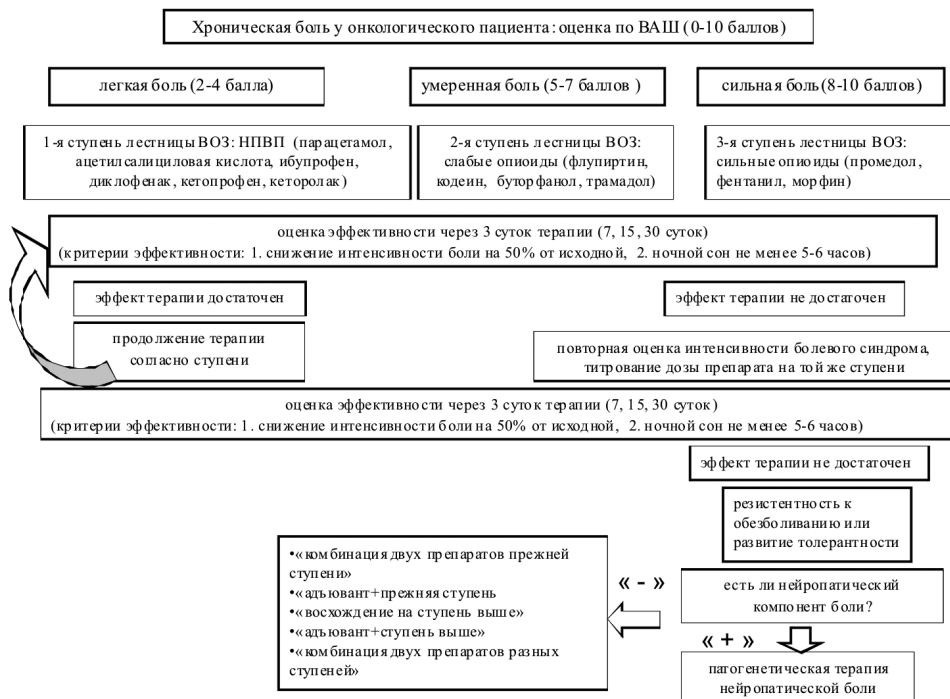 Хроническая боль у онкологического пациента: оценка по ВАШ (0-10 баллов)
легкая боль (2-4 балла)
умеренная боль (5-7 баллов )
сильная боль (8-10 баллов)
1-я ступень лестницы ВОЗ: НПВП (парацетамол,
ацетилсалициловая кислота, ибупрофен,
диклофенак, кетопрофен, кеторолак)
2-я ступень лестницы ВОЗ:
слабые опиоиды (флупиртин,
кодеин, буторфанол, трамадол)
3-я ступень лестницы ВОЗ:
сильные опиоиды (промедол,
фентанил, морфин)
оценка эффективности через 3 суток терапии (7, 15, 30 суток)
(критерии эффективности: 1. снижение интенсивности боли на 50% от исходной, 2. ночной сон не менее 5-6 часов)
эффект терапии достаточен
эффект терапии не достаточен
продолжение терапии
согласно ступени
повторная оценка интенсивности болевого синдрома,
титрование дозы препарата на той же ступени
оценка эффективности через 3 суток терапии (7, 15, 30 суток)
(критерии эффективности: 1. снижение интенсивности боли на 50% от исходной, 2. ночной сон не менее 5-6 часов)
эффект терапии не достаточен
резистентность к
обезболиванию или
развитие толерантности
•«комбинация двух препаратов прежней
ступени»
•«адъювант+прежняя ступень
•«восхождение на ступень выше»
•«адъювант+ступень выше»
•«комбинация двух препаратов разных
ступеней»
« - »
есть ли нейропатический
компонент боли?
« + »
патогенетическая терапия
нейропатической боли